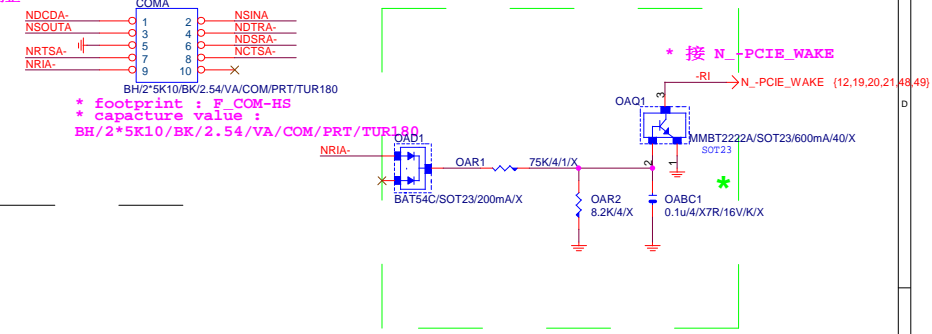 COMA
NDCDA-
1
2
NSINA
NSOUTA
3
4
NDTRA-
5
6
NDSRA-
NRTSA-
7
8
NCTSA-
NRIA-
9
10
BH/2*5K10/BK/2.54/VA/COM/PRT/TUR180
* footprint : F_COM-HS
* capacture value :
BH/2*5K10/BK/2.54/VA/COM/PRT/TUR180
* 接 N_-PCIE_WAKE
-RI
N_-PCIE_WAKE {12,19,20,21,48,49}
OAQ1
3
MMBT2222A/SOT23/600mA/40/X
SOT23
2
1
D
OAD1
NRIA-
OAR1
75K/4/1/X
BAT54C/SOT23/200mA/X
OAR2
8.2K/4/X
OABC1
0.1u/4/X7R/16V/K/X
*